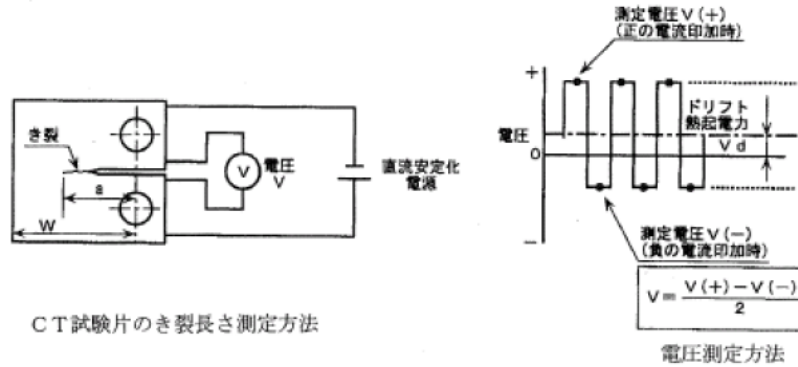 き裂
a
W
V
電圧
V
直流安定化
電源
CT試験片のき裂長さ測定方法
測定電圧V(+)
(正の電流印加時)
+
電圧
0
−
ドリフト
熱起電力
Vd
測定電圧V(−)
(負の電流印加時)
V=V(+)−V(−)/2
電圧測定方法